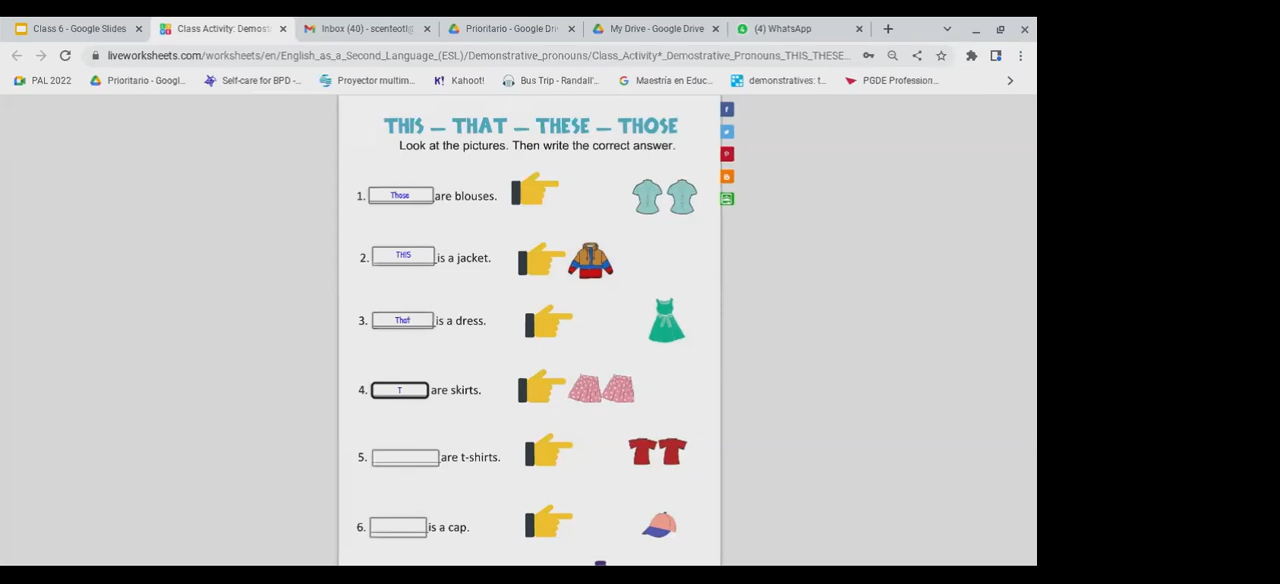 Class 6 - Google Slides
Class Activity: Demost
Inbox (40) - scenteotl@
Prioritario - Google Dri
My Drive - Google Drive
(4) WhatsApp
liveworksheets.com/worksheets/en/English_as_a_Second_Language_(ESL)/Demonstrative_pronouns/Class_Activity*_Demostrative_Pronouns_THIS_THESE...
PAL 2022
Prioritario - Googl...
Self-care for BPD -...
Proyector multim...
K! Kahoot!
Bus Trip - Randall'...
G Maestría en Educ...
demonstratives: t...
PGDE Profession...
THIS – THAT – THESE – THOSE
Look at the pictures. Then write the correct answer.
1. Those are blouses.
2. THIS is a jacket.
3. That is a dress.
4. T are skirts.
5. are t-shirts.
6. is a cap.